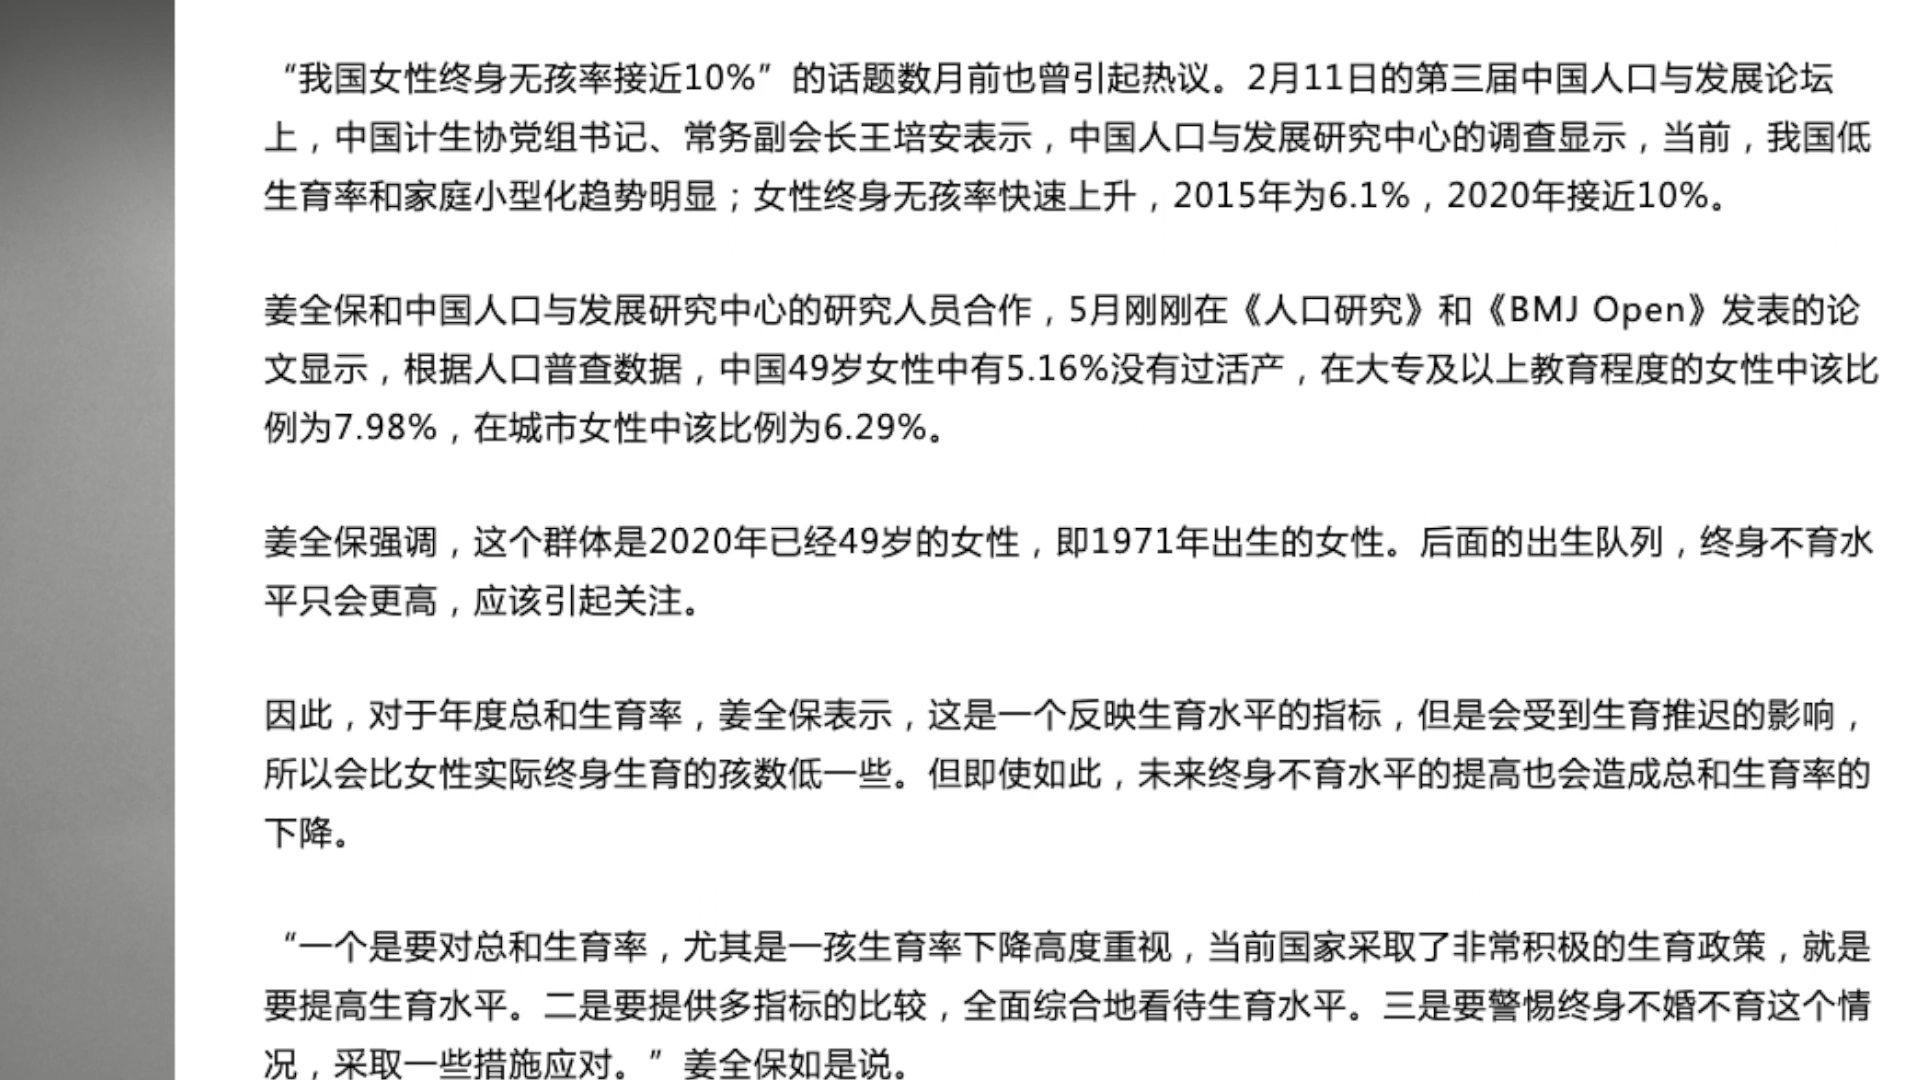 “我国女性终身无孩率接近10%”的话题数月前也曾引起热议。2月11日的第三届中国人口与发展论坛
上，中国计生协党组书记、常务副会长王培安表示，中国人口与发展研究中心的调查显示，当前，我国低
生育率和家庭小型化趋势明显；女性终身无孩率快速上升，2015年为6.1%，2020年接近10%。
姜全保和中国人口与发展研究中心的研究人员合作，5月刚刚在《人口研究》和《BMJ Open》发表的论
文显示，根据人口普查数据，中国49岁女性中有5.16%没有过活产，在大专及以上教育程度的女性中该比
例为7.98%，在城市女性中该比例为6.29%。
姜全保强调，这个群体是2020年已经49岁的女性，即1971年出生的女性。后面的出生队列，终身不育水
平只会更高，应该引起关注。
因此，对于年度总和生育率，姜全保表示，这是一个反映生育水平的指标，但是会受到生育推迟的影响，
所以会比女性实际终身生育的孩数低一些。但即使如此，未来终身不育水平的提高也会造成总和生育率的
下降。
“一个是要对总和生育率，尤其是一孩生育率下降高度重视，当前国家采取了非常积极的生育政策，就是
要提高生育水平。二是要提供多指标的比较，全面综合地看待生育水平。三是要警惕终身不婚不育这个情
况，采取一些措施应对。”姜全保如是说。